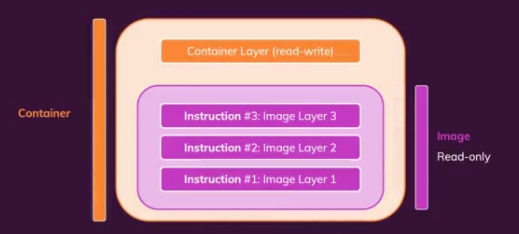 Container Layer (read-write)
Container
Instruction #3: Image Layer 3
Instruction #2: Image Layer 2
Instruction #1: Image Layer 1
Image
Read-only